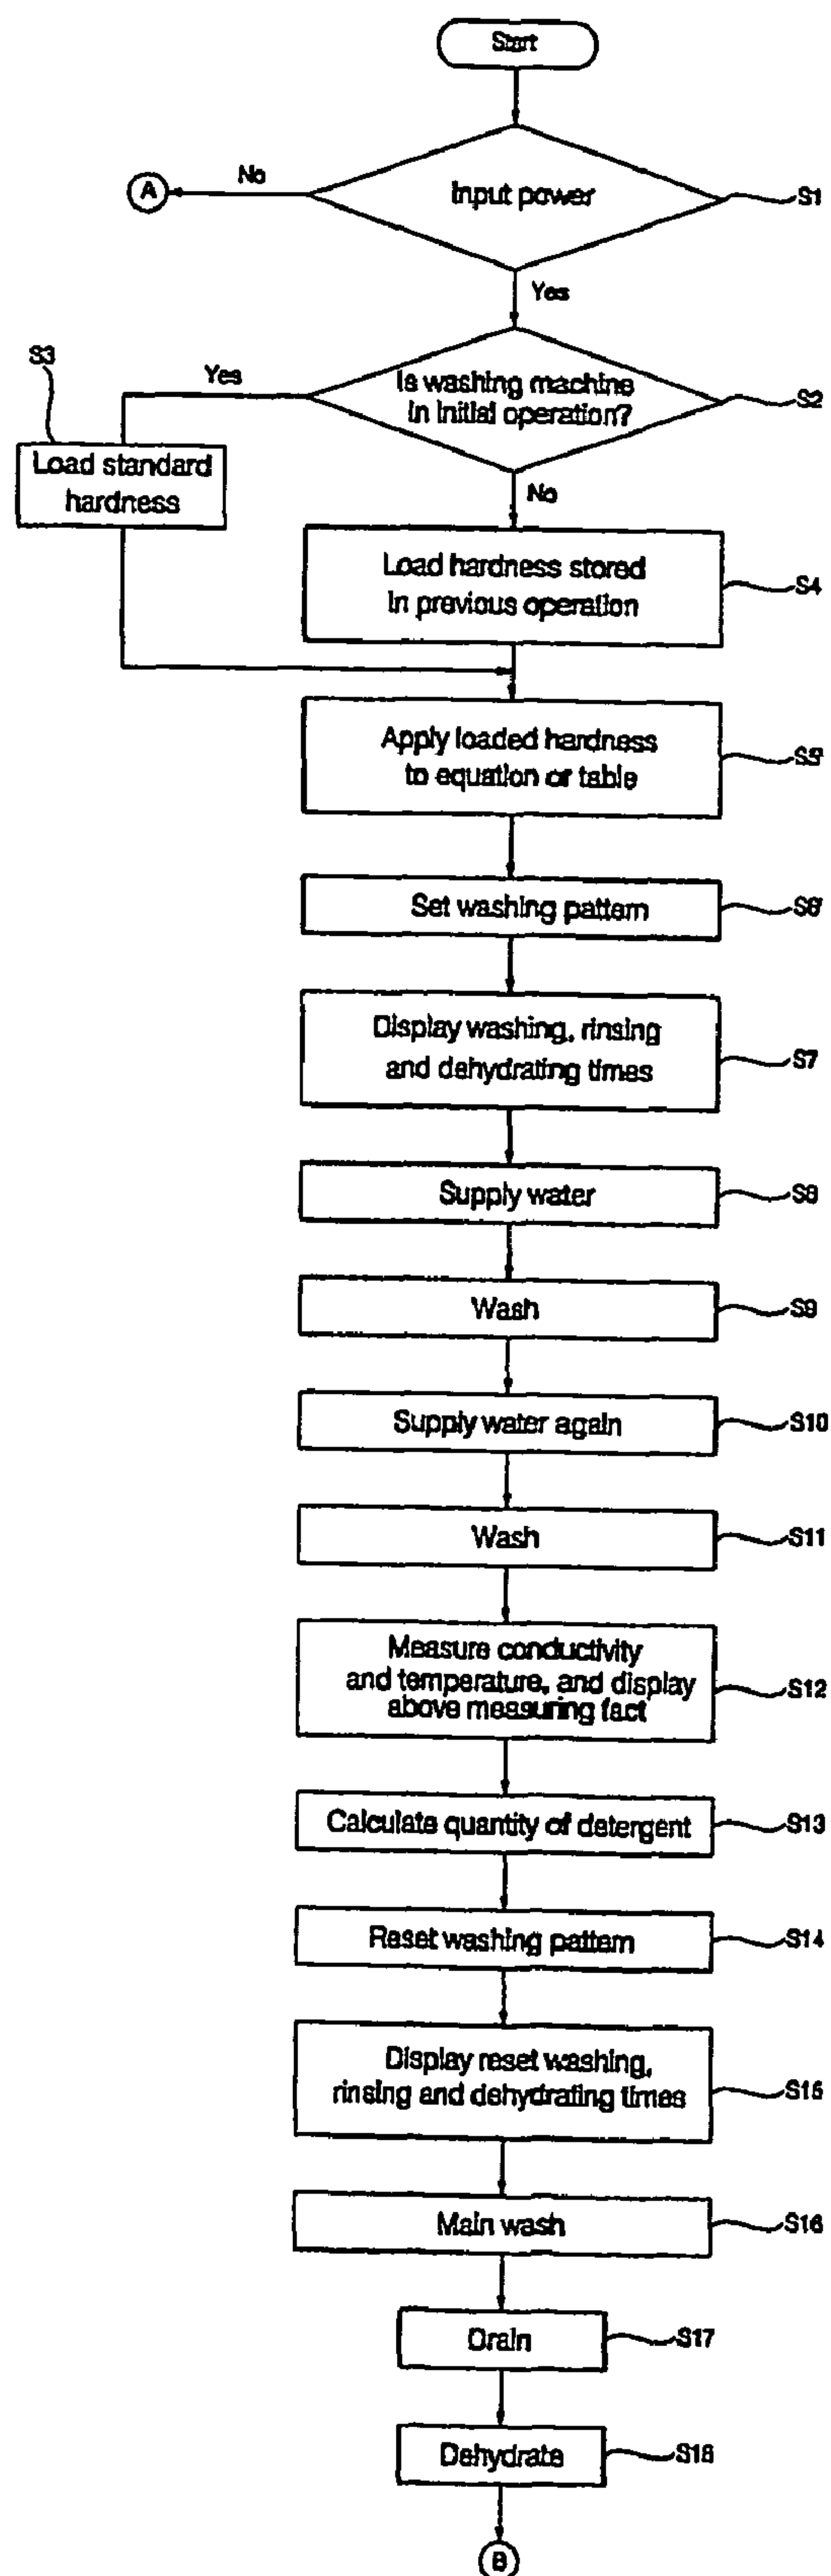 Start
Input power
S1
No
A
Yes
Is washing machine
in initial operation?
S2
Yes
S3
Load standard
hardness
No
Load hardness stored
in previous operation
S4
Apply loaded hardness
to equation or table
S5'
Set washing pattern
S6'
Display washing, rinsing
and dehydrating times
S7
Supply water
S8
Wash
S9
Supply water again
S10
Wash
S11
Measure conductivity
and temperature, and display
above measuring fact
S12
Calculate quantity of detergent
S13
Reset washing pattern
S14
Display reset washing,
rinsing and dehydrating times
S15
Main wash
S16
Drain
S17
Dehydrate
S18
B